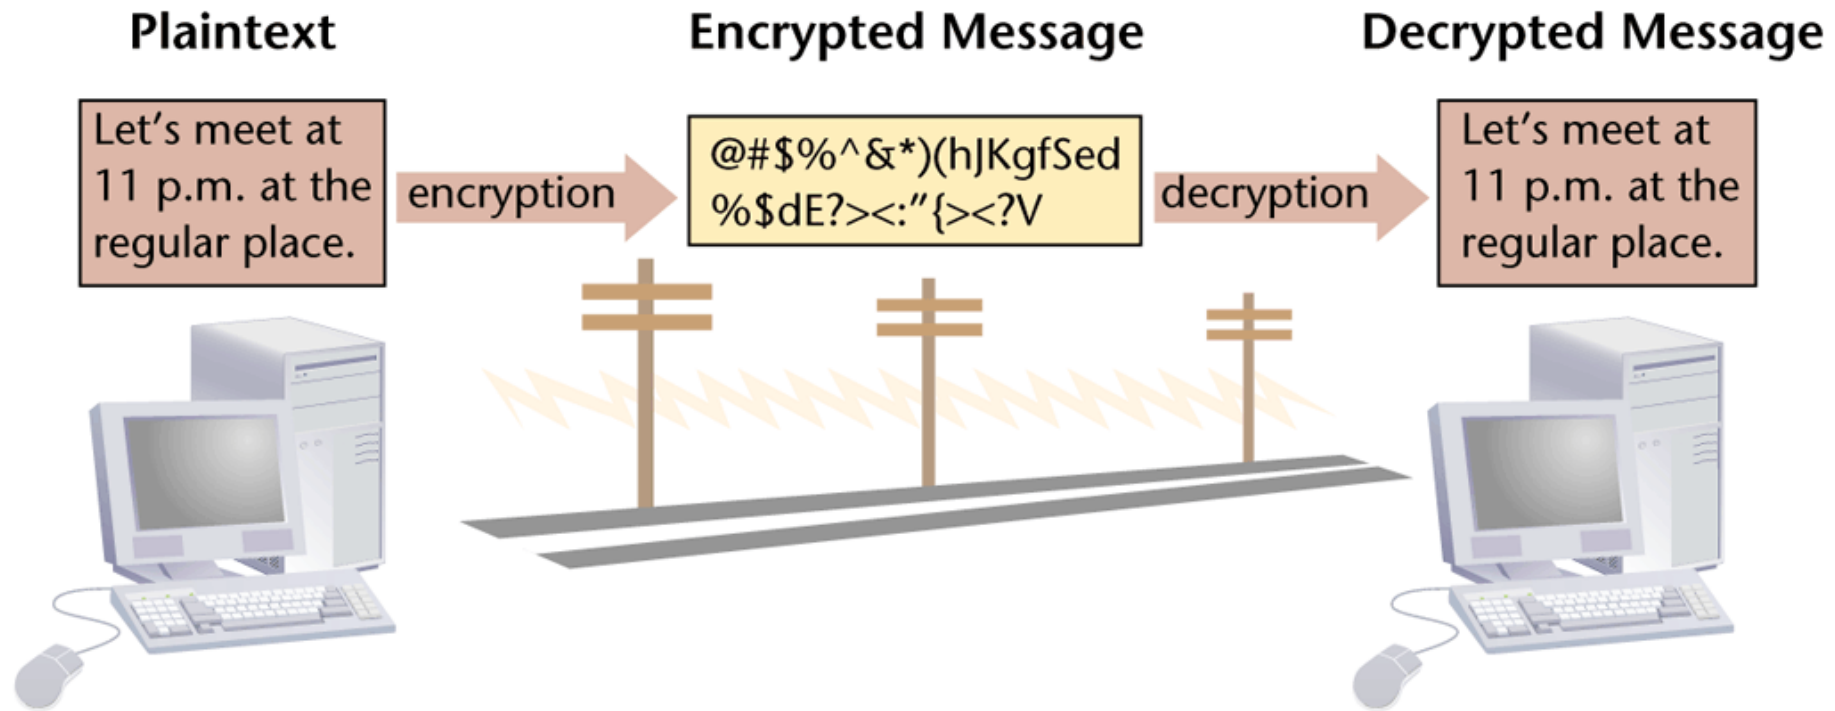 Plaintext
Encrypted Message
Decrypted Message
Let's meet at
11 p.m. at the
regular place.
encryption
@#$%^&*)(hJKgfSed
%$dE?><:"{><?V
decryption
Let's meet at
11 p.m. at the
regular place.